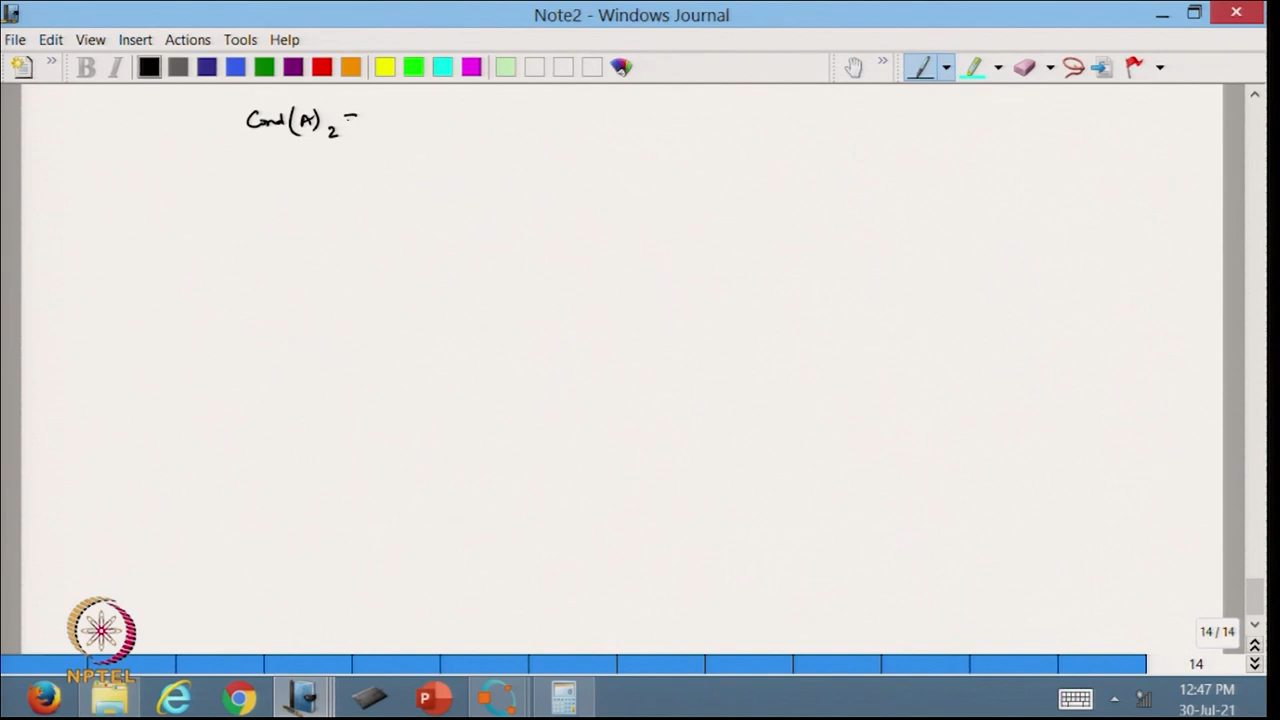 Note2 - Windows Journal
File Edit View Insert Actions Tools Help
B I
Cond(A)₂ =
14 / 14
14
NPTEL
12:47 PM
30-Jul-21